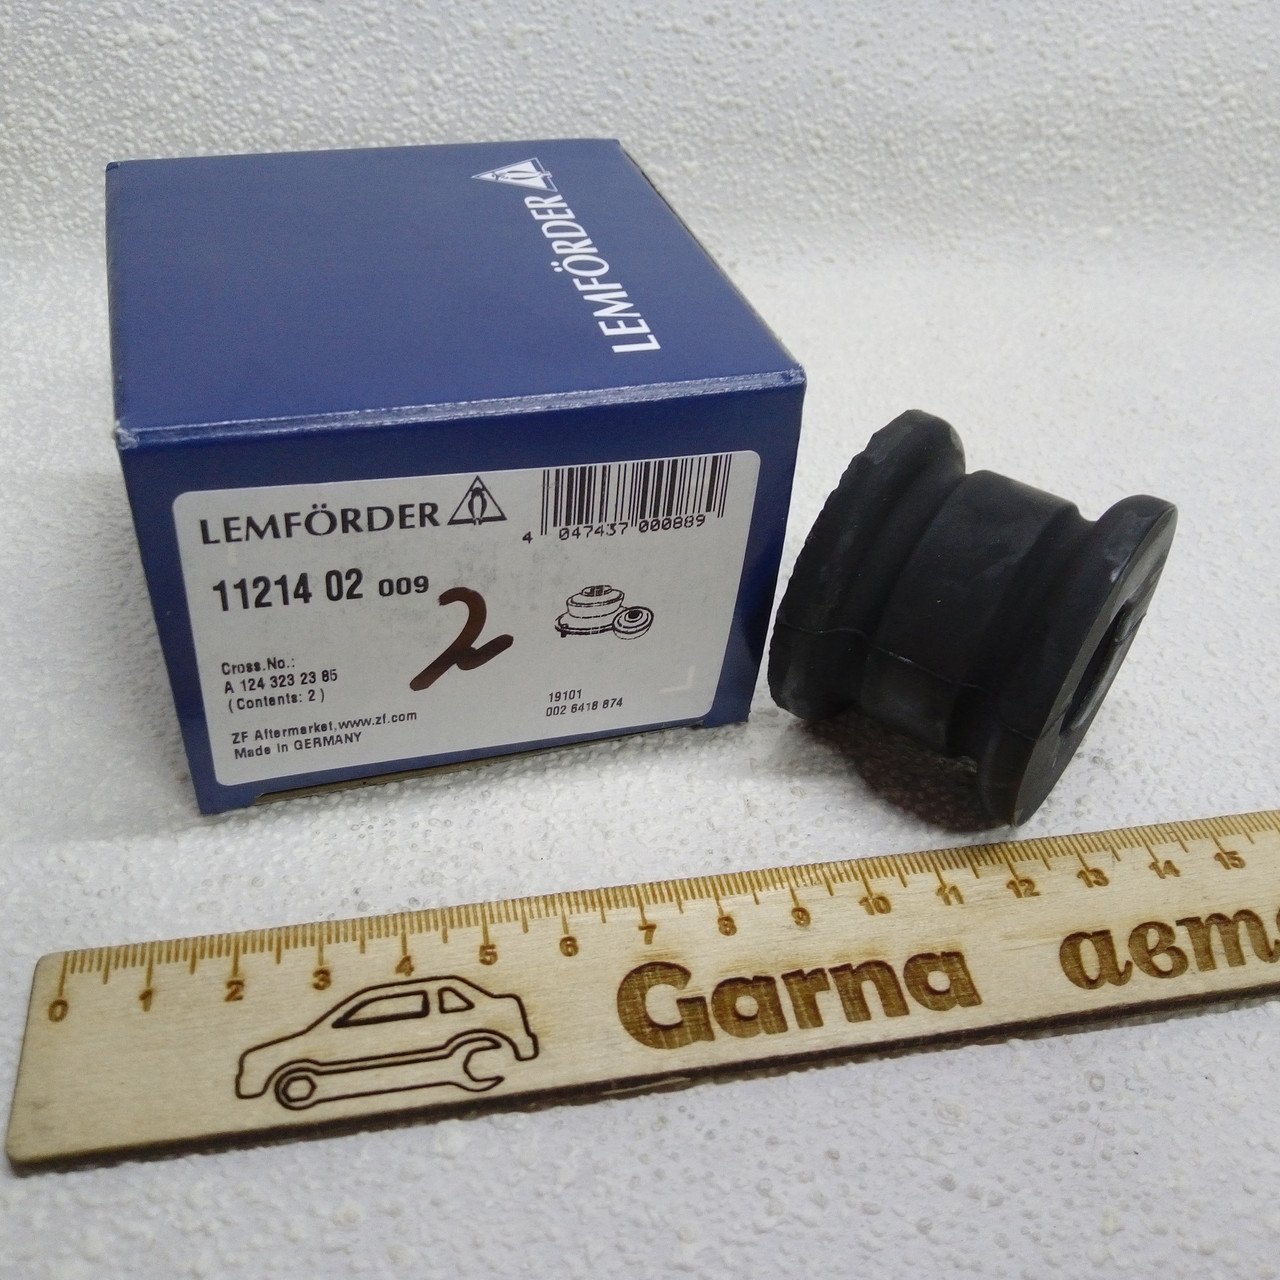 LEMFÖRDER
LEMFÖRDER
4 047437 000889
11214 02 009
2
Cross.No.:
A 124 323 23 85
(Contents: 2)
19101
002 6418 874
ZF Aftermarket,www.zf.com
Made in GERMANY
0 1 2 3 4 5 6 7 8 9 10 11 12 13 14 15
Garna авто